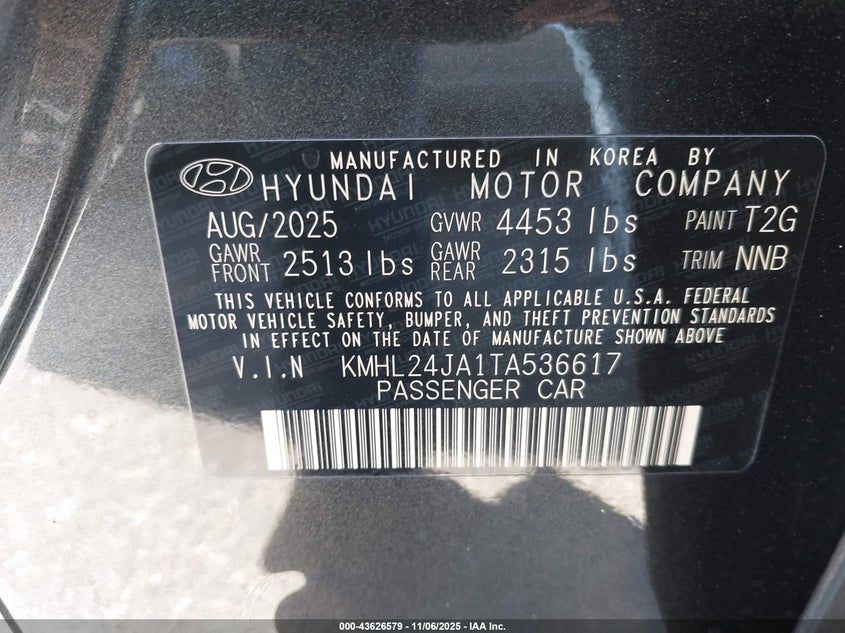 MANUFACTURED IN KOREA BY
HYUNDAI MOTOR COMPANY
AUG/2025 GVWR 4453 lbs PAINT T2G
GAWR FRONT 2513 lbs GAWR REAR 2315 lbs TRIM NNB
THIS VEHICLE CONFORMS TO ALL APPLICABLE U.S.A. FEDERAL
MOTOR VEHICLE SAFETY, BUMPER, AND THEFT PREVENTION STANDARDS
IN EFFECT ON THE DATE OF MANUFACTURE SHOWN ABOVE
V.I.N KMHL24JA1TA536617
PASSENGER CAR
000-43626579 - 11/06/2025 - IAA Inc.